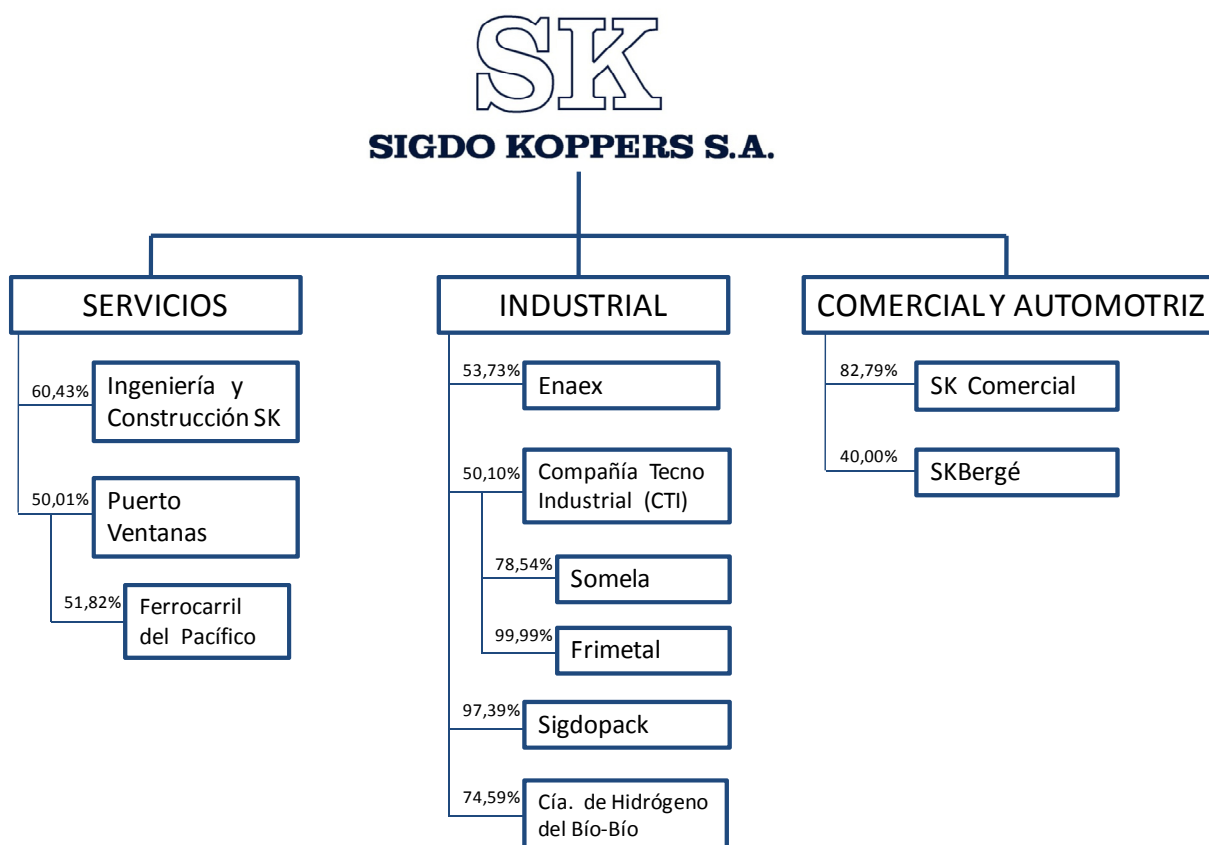 SK
SIGDO KOPPERS S.A.
SERVICIOS
60,43%
Ingeniería y
Construcción SK
50,01%
Puerto
Ventanas
51,82%
Ferrocarril
del Pacífico
INDUSTRIAL
53,73%
Enaex
50,10%
Compañía Tecno
Industrial (CTI)
78,54%
Somela
99,99%
Frimetal
97,39%
Sigdopack
74,59%
Cía. de Hidrógeno
del Bío-Bío
COMERCIAL Y AUTOMOTRIZ
82,79%
SK Comercial
40,00%
SKBergé